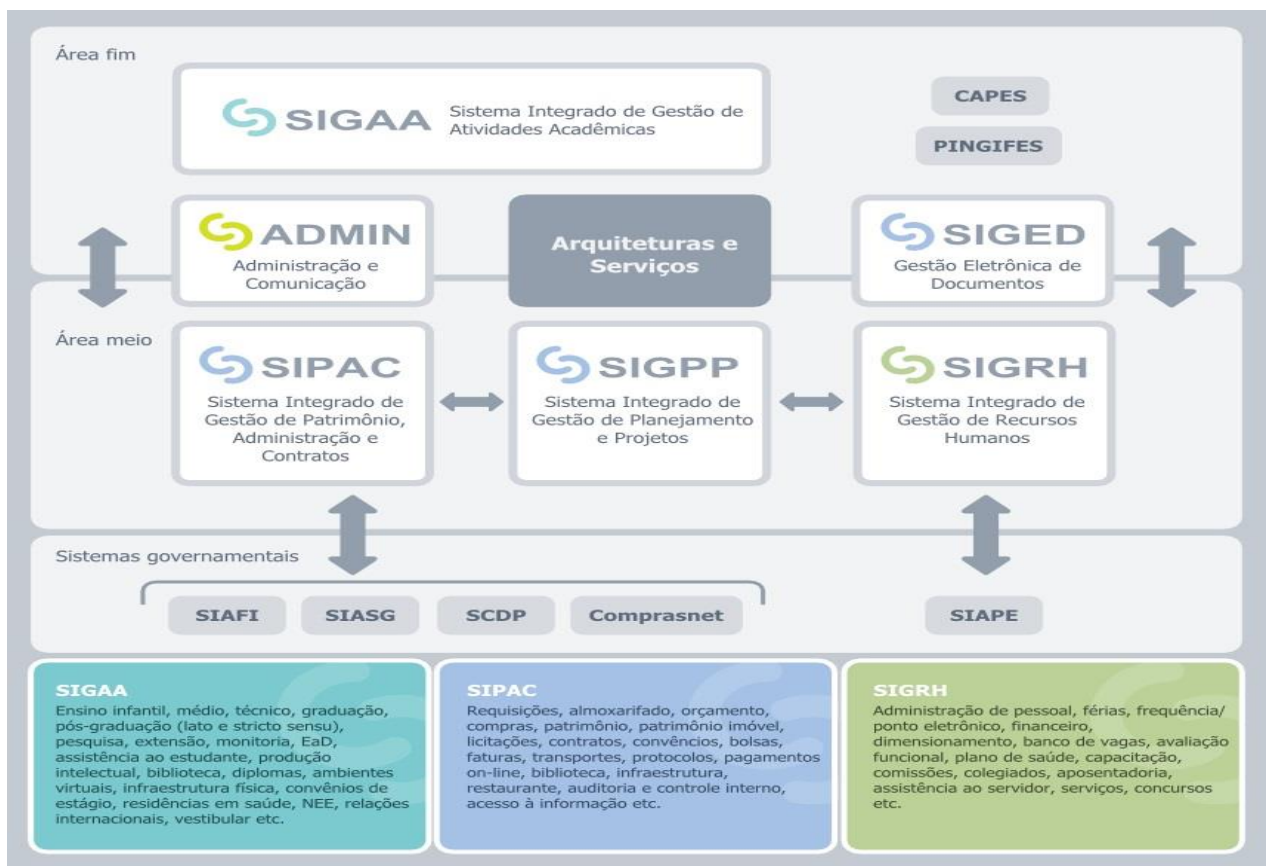 Área fim
SIGAA
Sistema Integrado de Gestão de
Atividades Acadêmicas
CAPES
PINGIFES
ADMIN
Administração e
Comunicação
Arquiteturas e
Serviços
SIGED
Gestão Eletrônica de
Documentos
Área meio
SIPAC
Sistema Integrado de
Gestão de Patrimônio,
Administração e
Contratos
SIGPP
Sistema Integrado de
Gestão de Planejamento
e Projetos
SIGRH
Sistema Integrado de
Gestão de Recursos
Humanos
Sistemas governamentais
SIAFI
SIASG
SCDP
Comprasnet
SIAPE
SIGAA
Ensino infantil, médio, técnico, graduação,
pós-graduação (lato e stricto sensu),
pesquisa, extensão, monitoria, EaD,
assistência ao estudante, produção
intelectual, biblioteca, diplomas, ambientes
virtuais, infraestrutura física, convênios de
estágio, residências em saúde, NEE, relações
internacionais, vestibular etc.
SIPAC
Requisições, almoxarifado, orçamento,
compras, patrimônio, patrimônio imóvel,
licitações, contratos, convêncios, bolsas,
faturas, transportes, protocolos, pagamentos
on-line, biblioteca, infraestrutura,
restaurante, auditoria e controle interno,
acesso à informação etc.
SIGRH
Administração de pessoal, férias, frequência/
ponto eletrônico, financeiro,
dimensionamento, banco de vagas, avaliação
funcional, plano de saúde, capacitação,
comissões, colegiados, aposentadoria,
assistência ao servidor, serviços, concursos
etc.